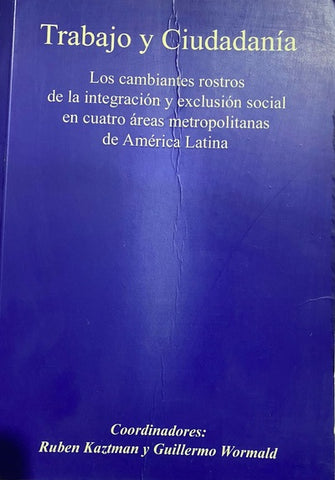 Trabajo y Ciudadanía
Los cambiantes rostros
de la integración y exclusión social
en cuatro áreas metropolitanas
de América Latina
Coordinadores:
Ruben Kaztman y Guillermo Wormald